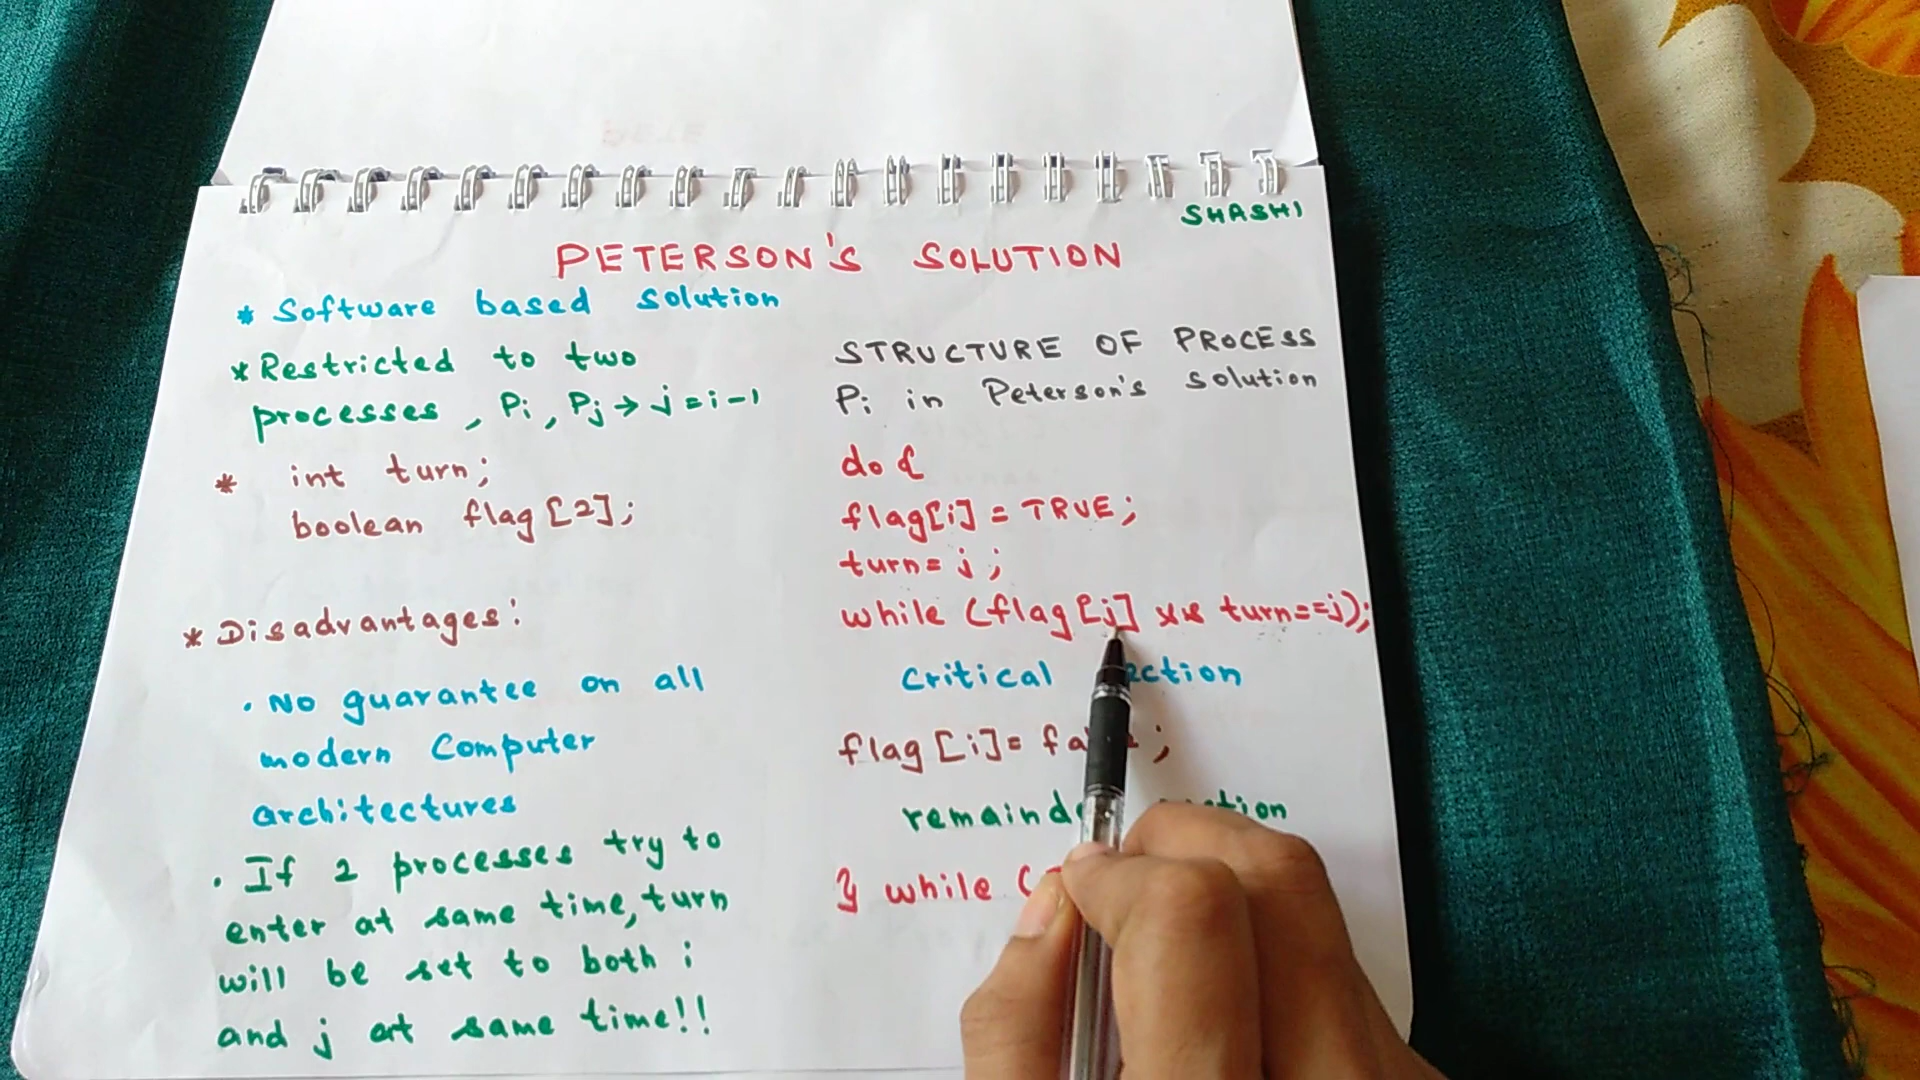 SHASHI
PETERSON'S SOLUTION
* Software based solution
* Restricted to two
processes, Pi, Pj → j = i - 1
* int turn;
boolean flag [2];
* Disadvantages:
. No guarantee on all
modern Computer
architectures
. If 2 processes try to
enter at same time, turn
will be set to both i
and j at same time!!
STRUCTURE OF PROCESS
Pi in Peterson's solution
do {
flag[i] = TRUE;
turn = j;
while (flag [j] && turn == j);
Critical
flag [i] =
} while (